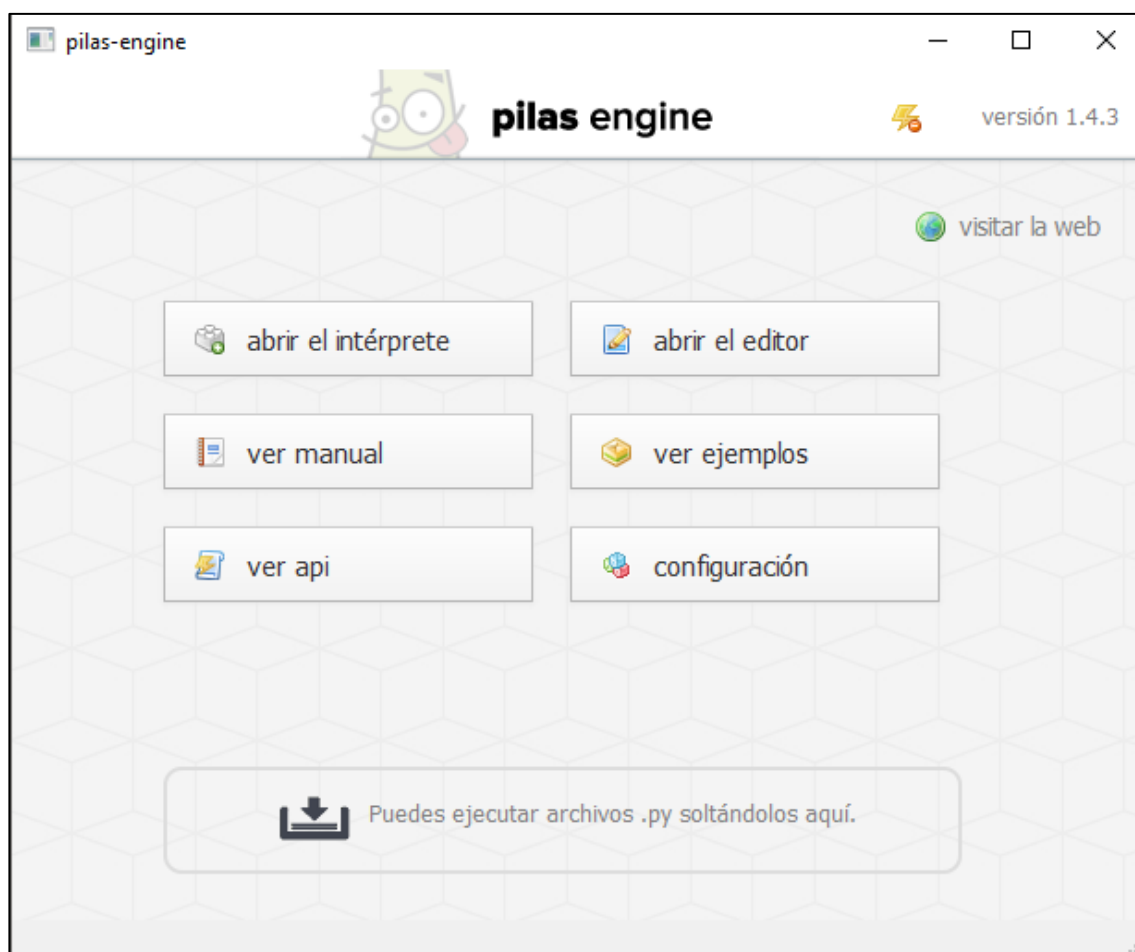 pilas-engine
pilas engine
versión 1.4.3
visitar la web
abrir el intérprete
abrir el editor
ver manual
ver ejemplos
ver api
configuración
Puedes ejecutar archivos .py soltándolos aquí.